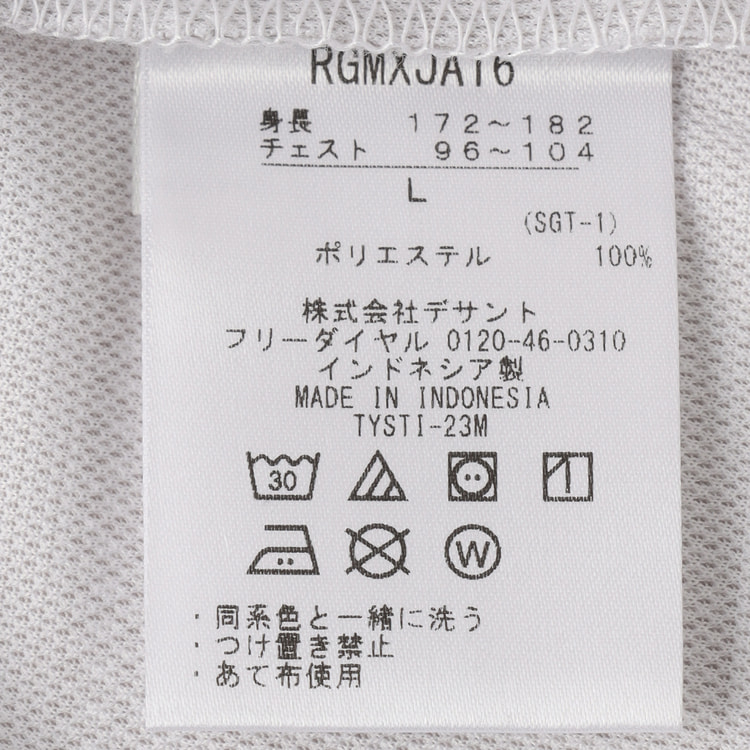 RGMXJA16
身長 172～182
チェスト 96～104
L
(SGT-1)
ポリエステル 100%
株式会社デサント
フリーダイヤル 0120-46-0310
インドネシア製
MADE IN INDONESIA
TYSTI-23M
30
W
・同系色と一緒に洗う
・つけ置き禁止
・あて布使用